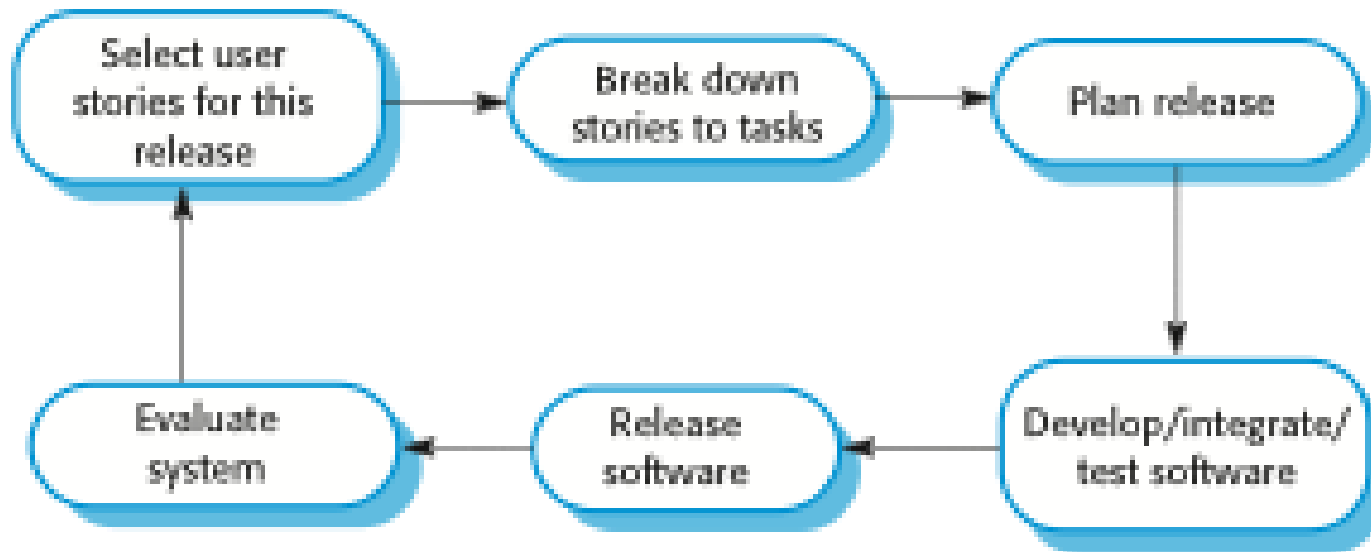 Select user
stories for this
release
Break down
stories to tasks
Plan release
Evaluate
system
Release
software
Develop/integrate/
test software